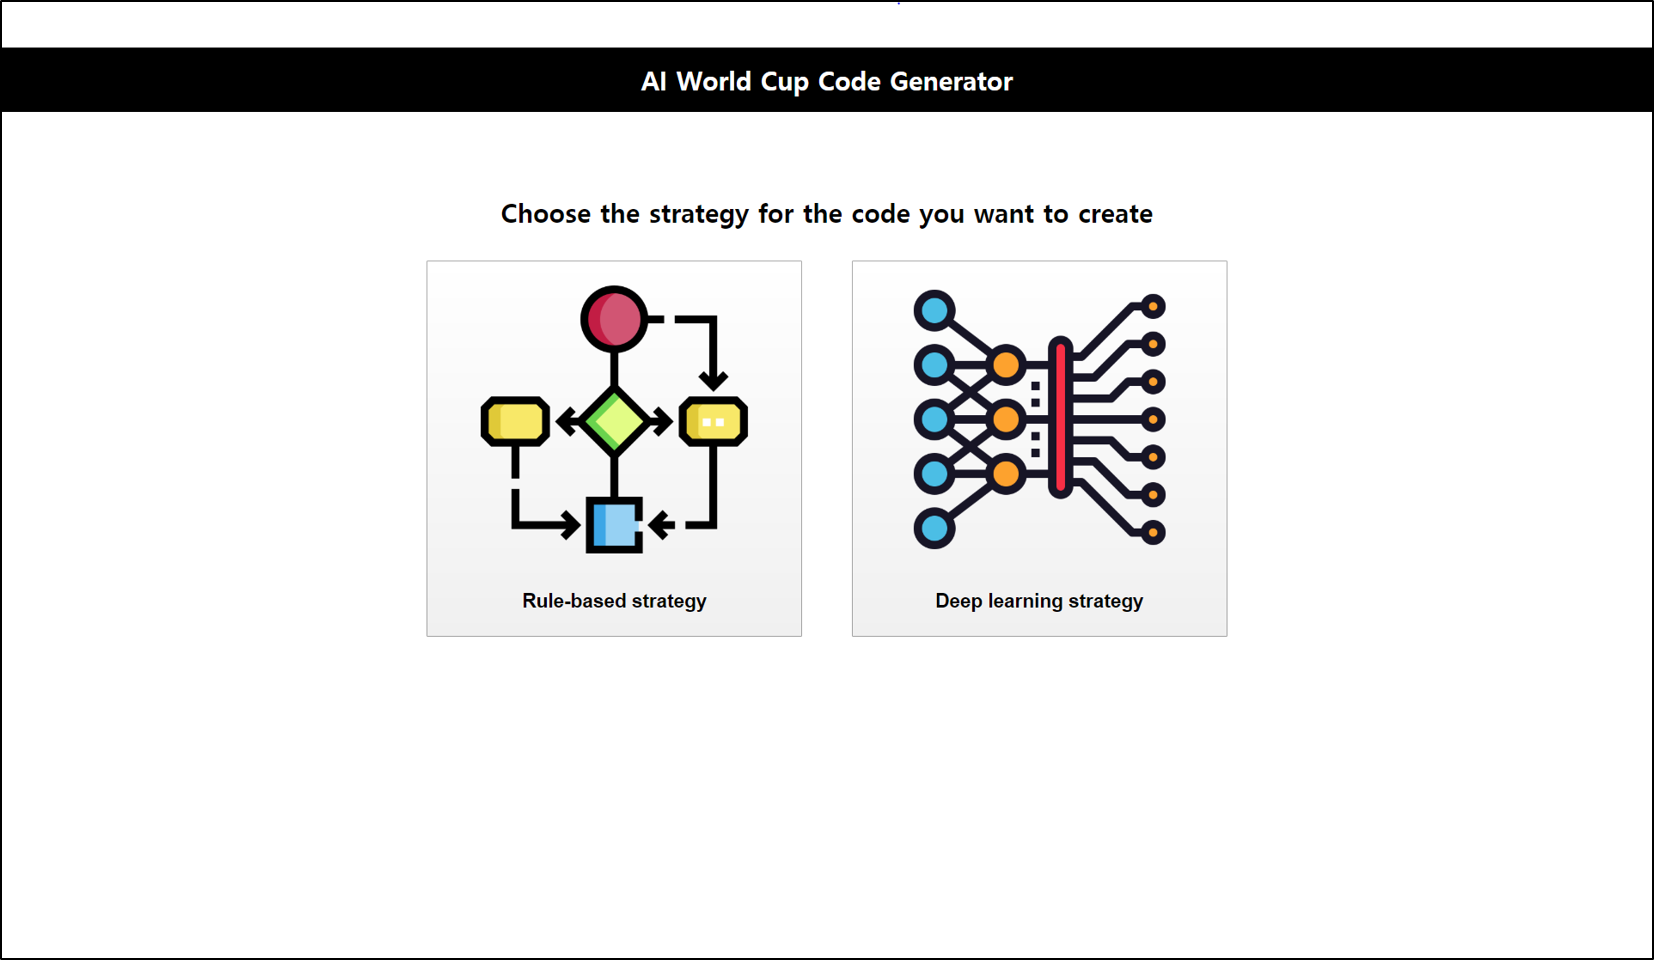 AI World Cup Code Generator
Choose the strategy for the code you want to create
Rule-based strategy
Deep learning strategy